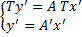 Ty' = A Tx'
y' = A'x'